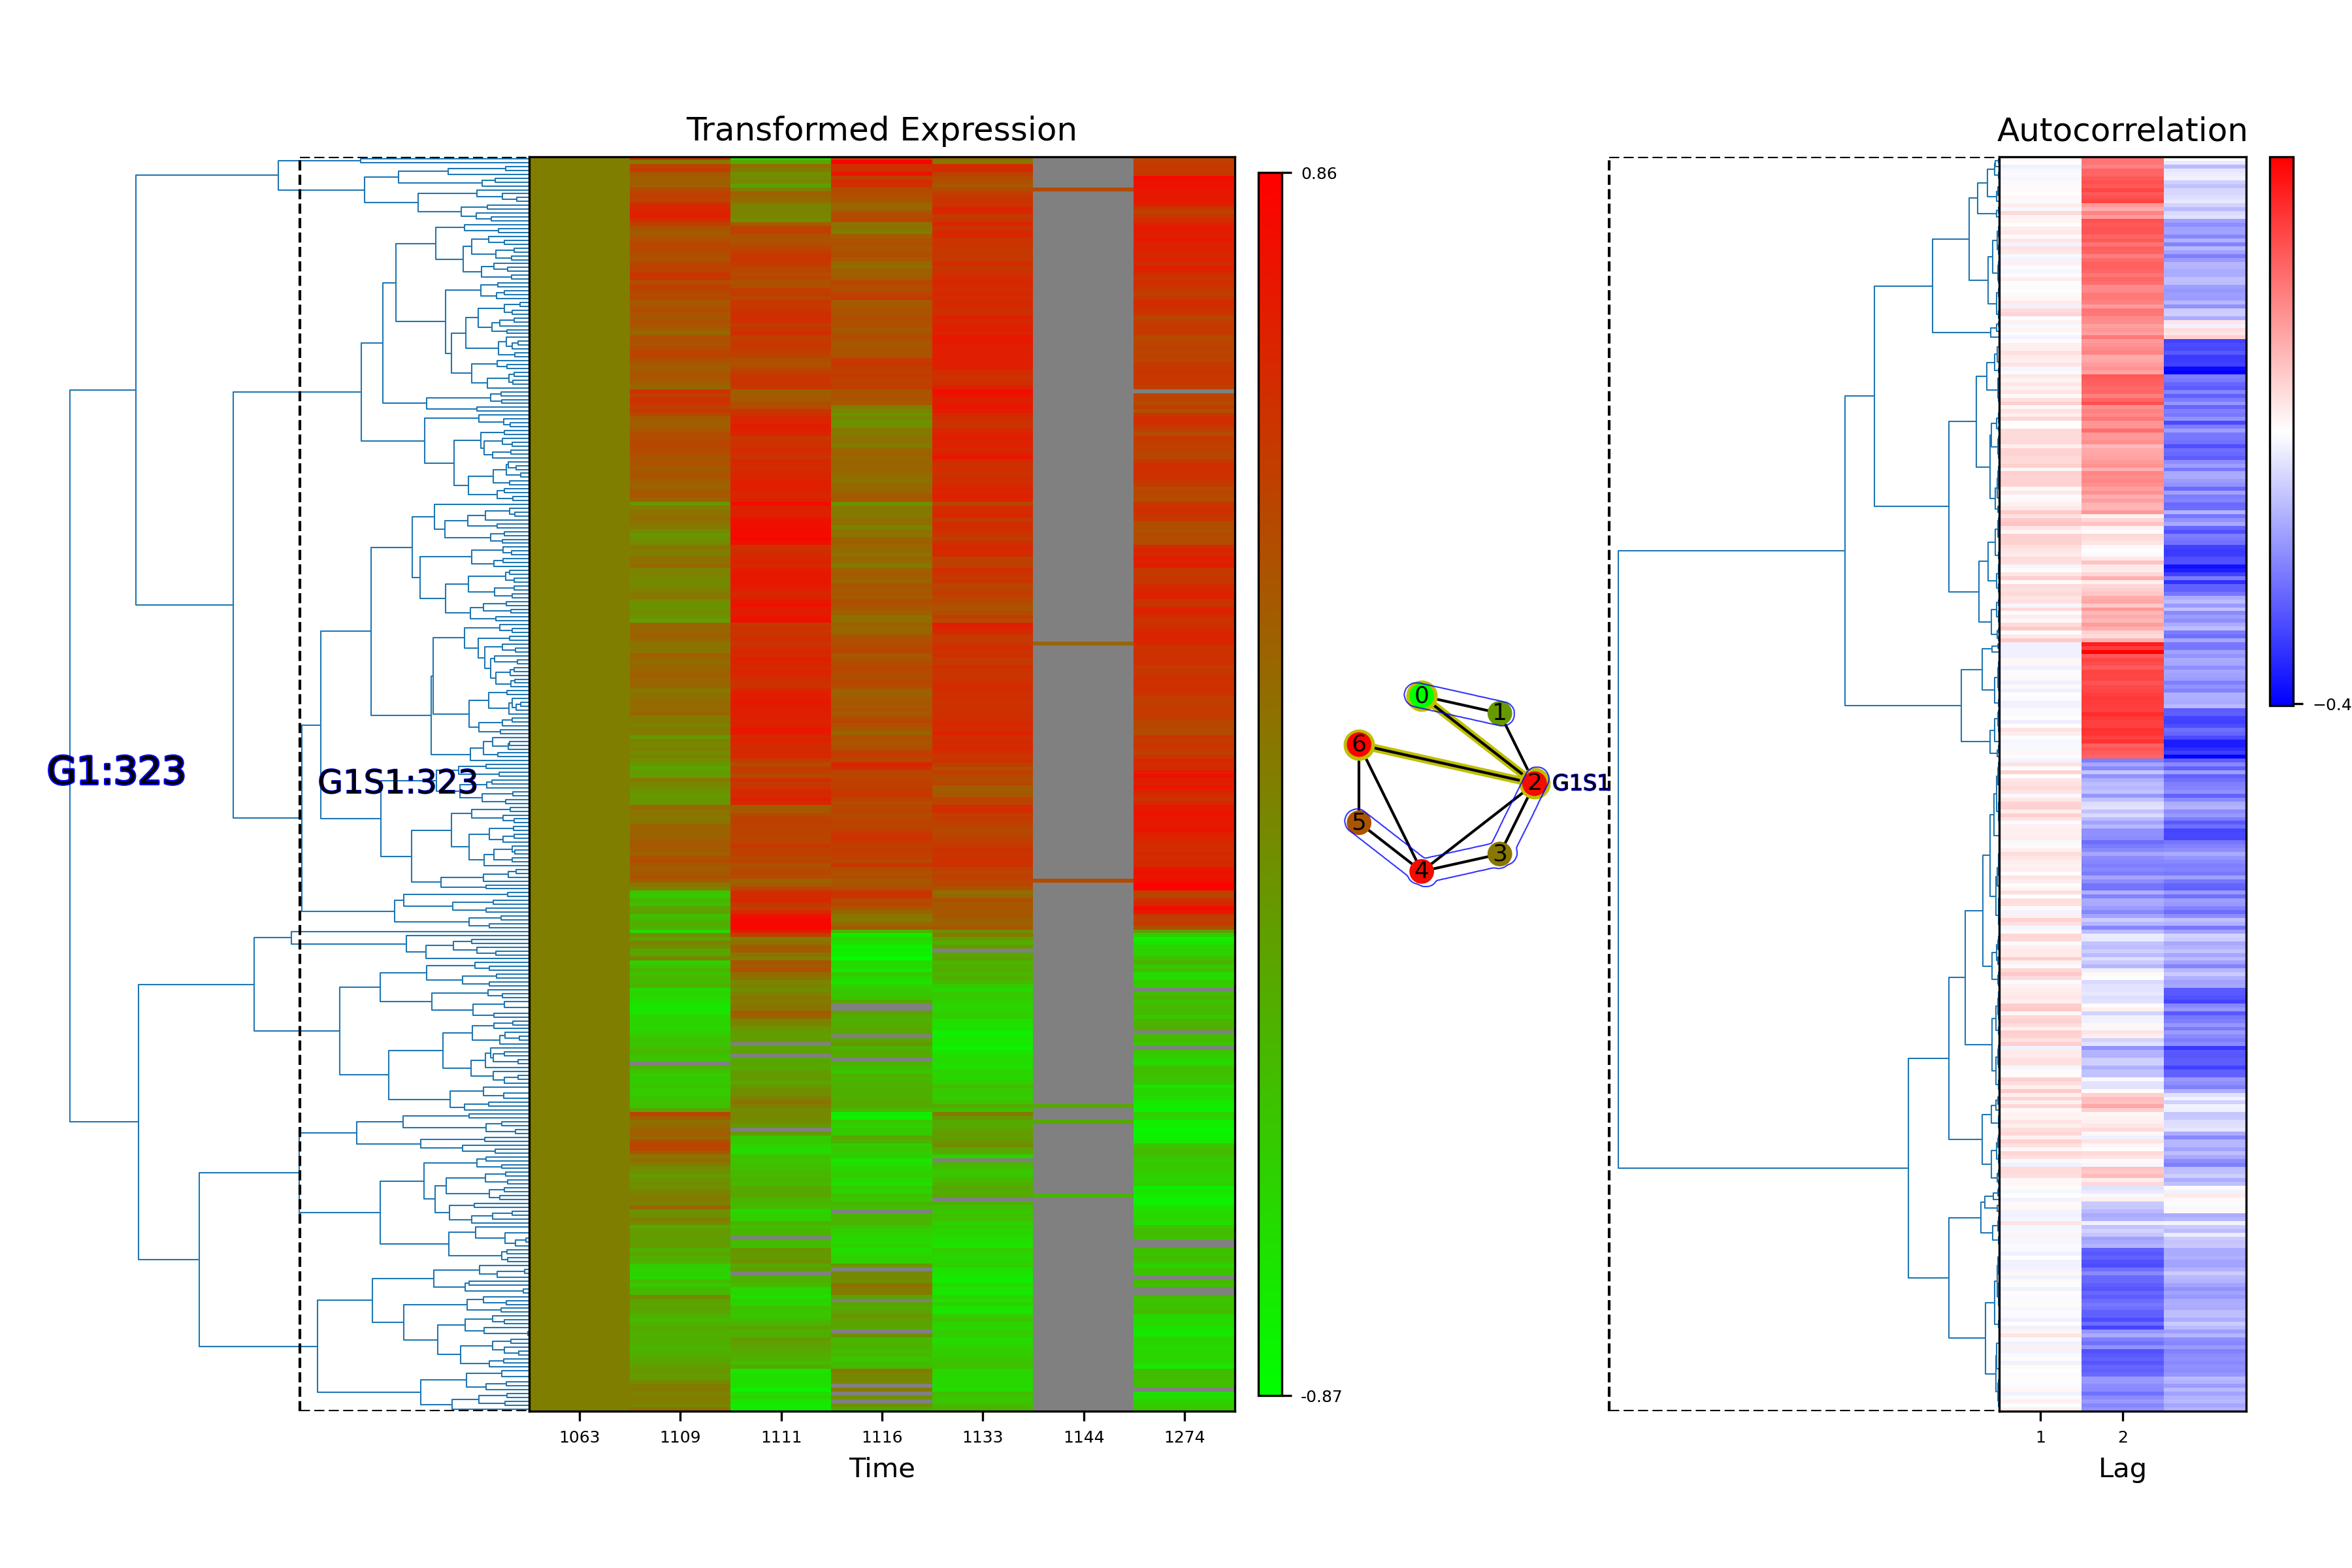 Transformed Expression
Autocorrelation
0.86
0
1
6
G1:323
G1S1:323
2
G1S1
5
3
4
−0.4
-0.87
1063
1109
1111
1116
1133
1144
1274
1
2
Time
Lag